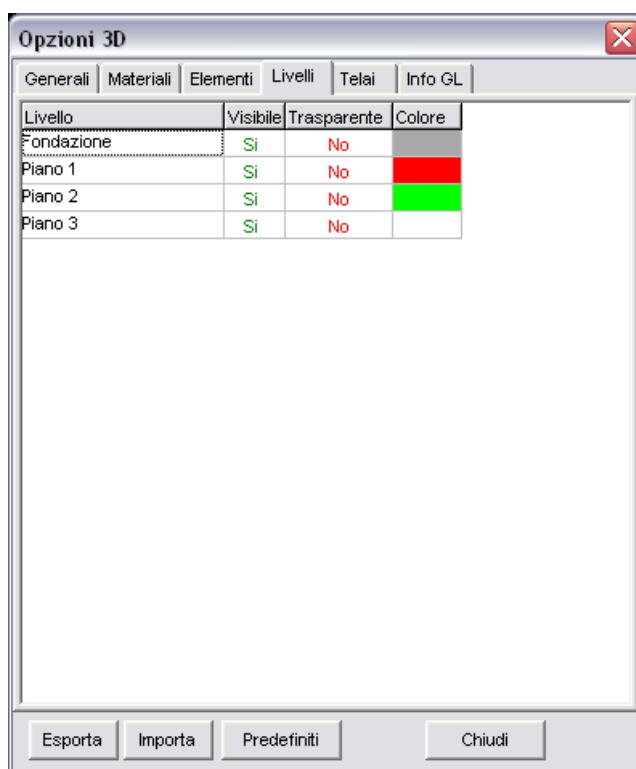 Opzioni 3D
Generali Materiali Elementi Livelli Telai Info GL
Livello Visibile Trasparente Colore
Fondazione Si No
Piano 1 Si No
Piano 2 Si No
Piano 3 Si No
Esporta Importa Predefiniti Chiudi